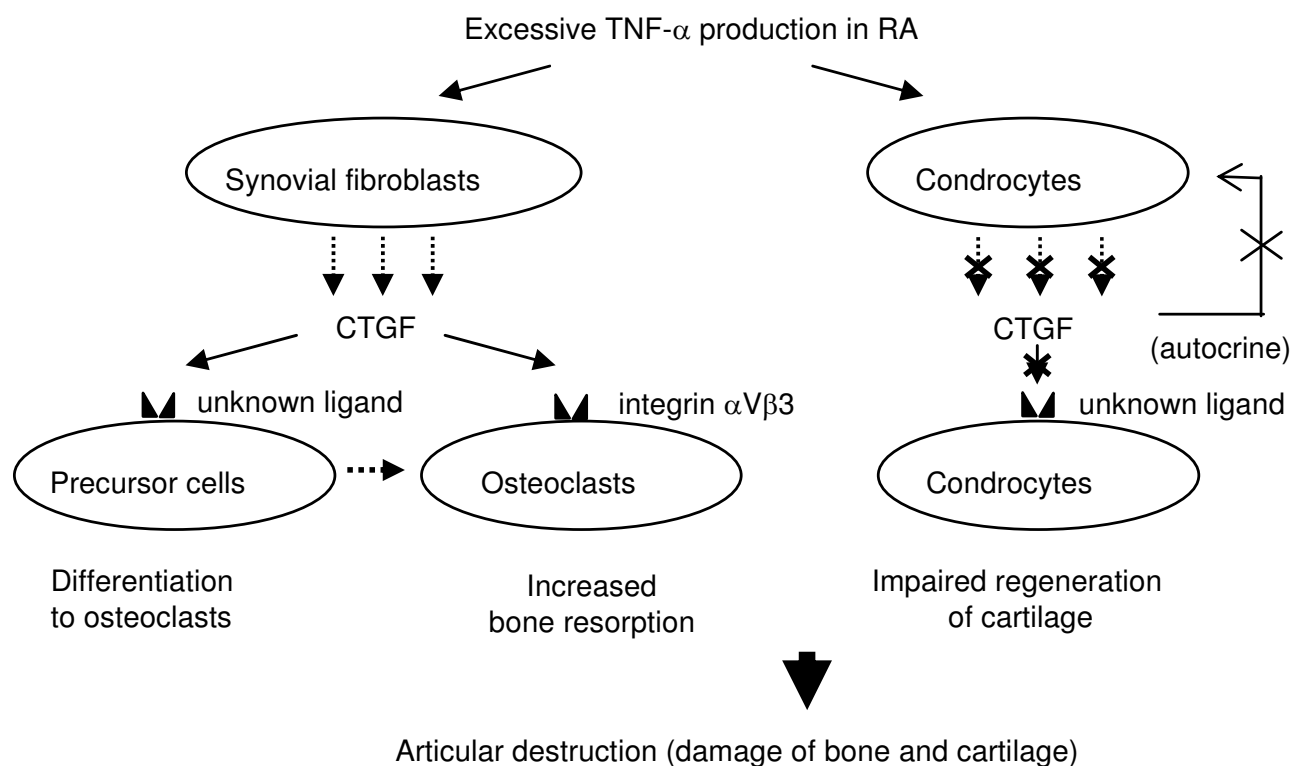 Excessive TNF-α production in RA
Synovial fibroblasts
Condrocytes
CTGF
CTGF
(autocrine)
unknown ligand
integrin αVβ3
unknown ligand
Precursor cells
Osteoclasts
Condrocytes
Differentiation
to osteoclasts
Increased
bone resorption
Impaired regeneration
of cartilage
Articular destruction (damage of bone and cartilage)